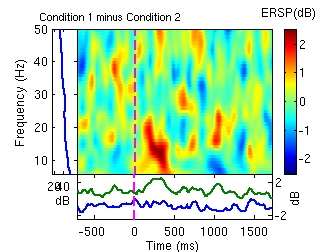 Condition 1 minus Condition 2
ERSP(dB)
Frequency (Hz)
50
40
30
20
10
2
1
0
-1
-2
dB
2
-2
dB
-500 0 500 1000 1500
Time (ms)